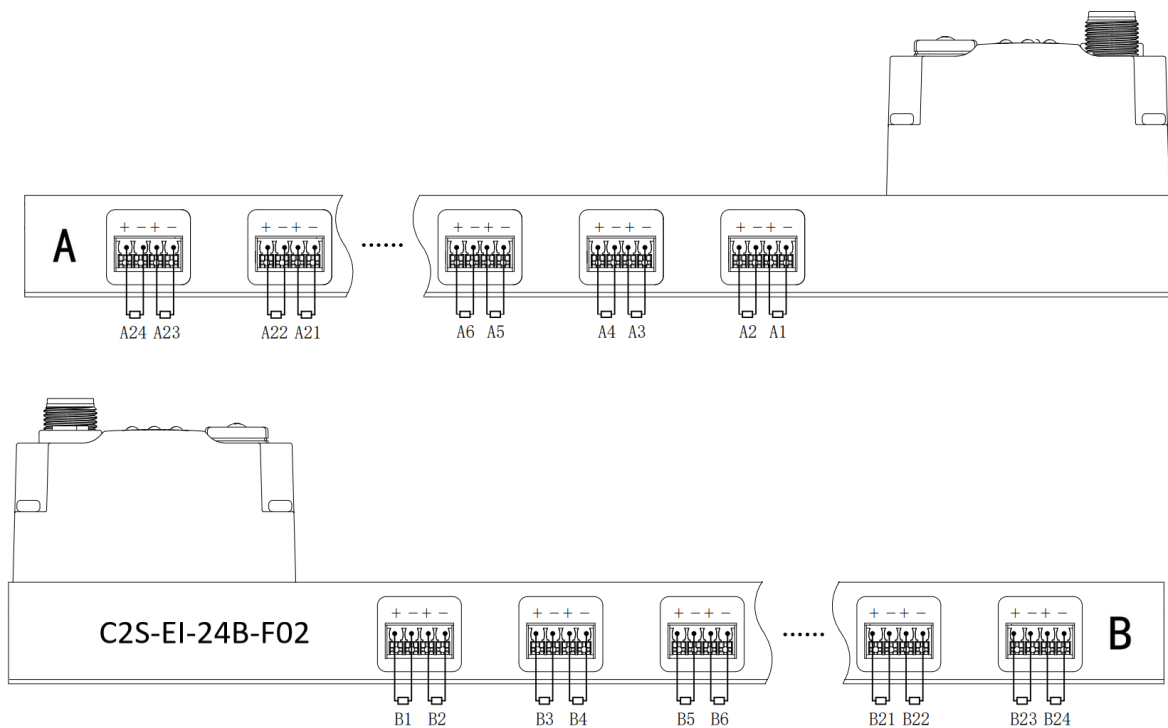 + − + − + − + − + − + − + − + − + − + −
A ...... 
A24 A23 A22 A21 A6 A5 A4 A3 A2 A1
+ − + − + − + − + − + − + − + − + − + −
C2S-EI-24B-F02 ...... B
B1 B2 B3 B4 B5 B6 B21 B22 B23 B24